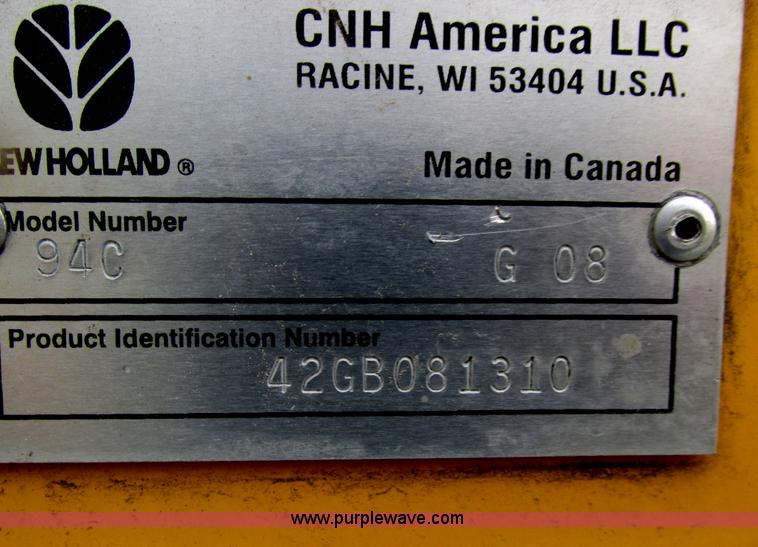 CNH America LLC
RACINE, WI 53404 U.S.A.
EW HOLLAND ®
Made in Canada
Model Number
94C G 08
Product Identification Number
42GB081310
www.purplewave.com